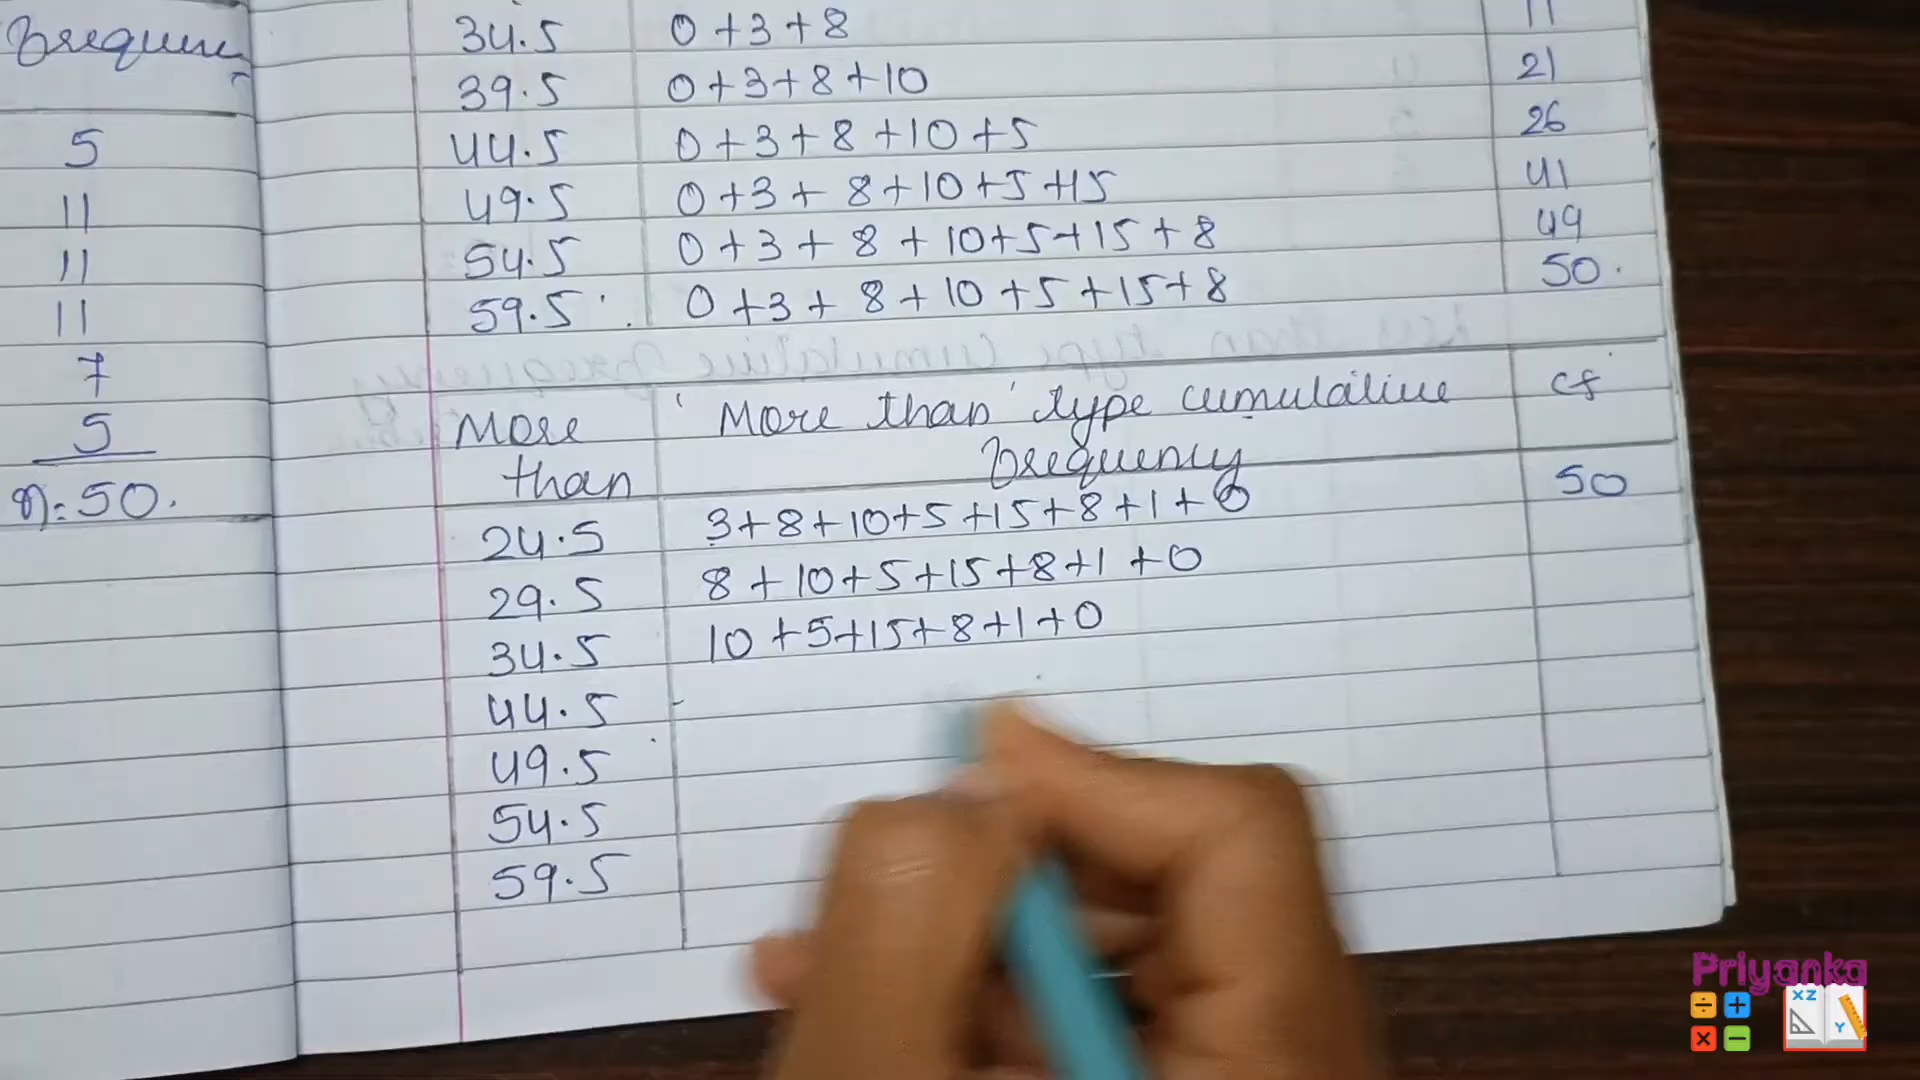 Frequency
5
11
11
11
7
5
n=50.
34.5 0+3+8 11
39.5 0+3+8+10 21
44.5 0+3+8+10+5 26
49.5 0+3+8+10+5+15 41
54.5 0+3+8+10+5+15+8 49
59.5 0+3+8+10+5+15+8 50.
More than 'More than' type cumulative frequency cf
24.5 3+8+10+5+15+8+1+0 50
29.5 8+10+5+15+8+1+0
34.5 10+5+15+8+1+0
44.5
49.5
54.5
59.5
Priyanka
÷ +
× −
XZ
Y